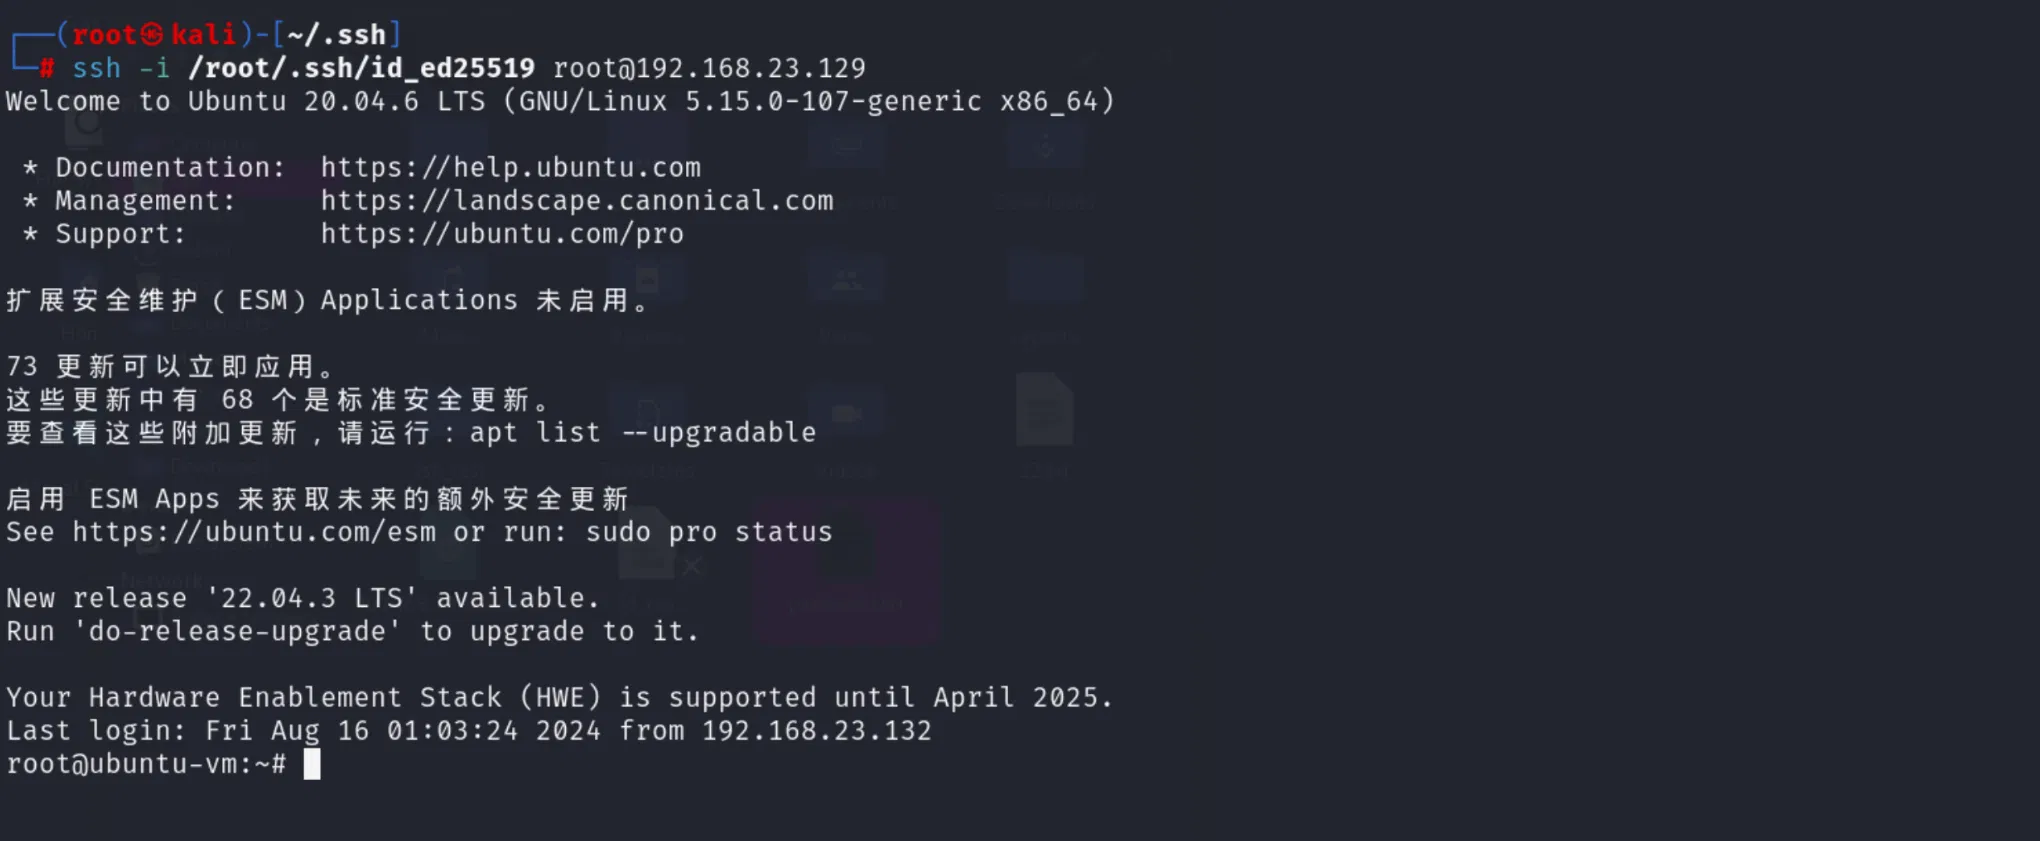 ┌──(root㉿kali)-[~/.ssh]
└─# ssh -i /root/.ssh/id_ed25519 root@192.168.23.129
Welcome to Ubuntu 20.04.6 LTS (GNU/Linux 5.15.0-107-generic x86_64)
* Documentation:  https://help.ubuntu.com
* Management:     https://landscape.canonical.com
* Support:        https://ubuntu.com/pro
扩展安全维护（ESM）Applications 未启用。
73 更新可以立即应用。
这些更新中有 68 个是标准安全更新。
要查看这些附加更新，请运行：apt list --upgradable
启用 ESM Apps 来获取未来的额外安全更新
See https://ubuntu.com/esm or run: sudo pro status
New release '22.04.3 LTS' available.
Run 'do-release-upgrade' to upgrade to it.
Your Hardware Enablement Stack (HWE) is supported until April 2025.
Last login: Fri Aug 16 01:03:24 2024 from 192.168.23.132
root@ubuntu-vm:~#